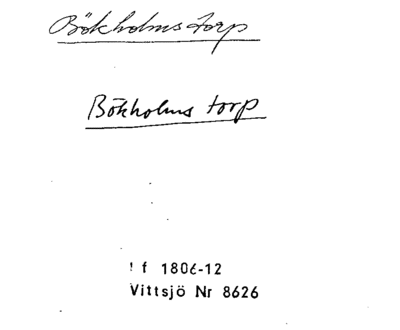 Bökholms torp
Bökholms torp
! f 1806-12
Vittsjö Nr 8626